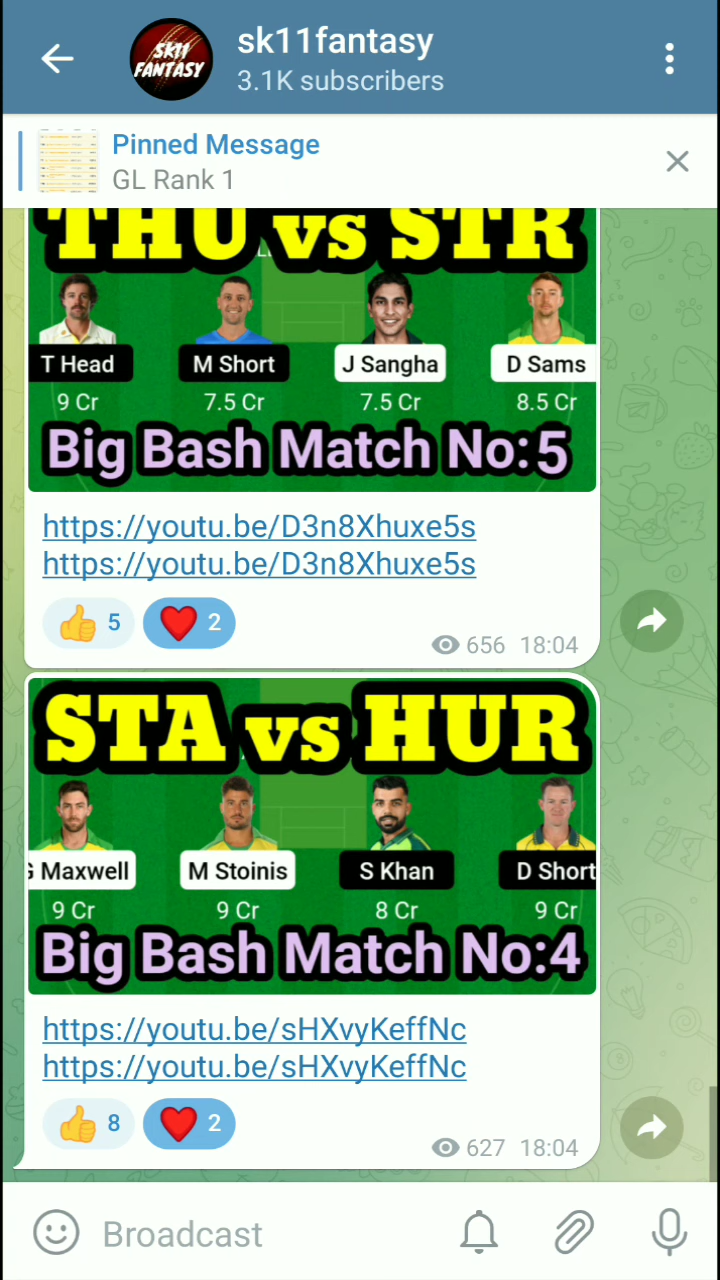 SK11
FANTASY
sk11fantasy
3.1K subscribers
Pinned Message
GL Rank 1
THU vs STR
T Head M Short J Sangha D Sams
9 Cr 7.5 Cr 7.5 Cr 8.5 Cr
Big Bash Match No:5
https://youtu.be/D3n8Xhuxe5s
https://youtu.be/D3n8Xhuxe5s
5 2
656 18:04
STA vs HUR
G Maxwell M Stoinis S Khan D Short
9 Cr 9 Cr 8 Cr 9 Cr
Big Bash Match No:4
https://youtu.be/sHXvyKeffNc
https://youtu.be/sHXvyKeffNc
8 2
627 18:04
Broadcast